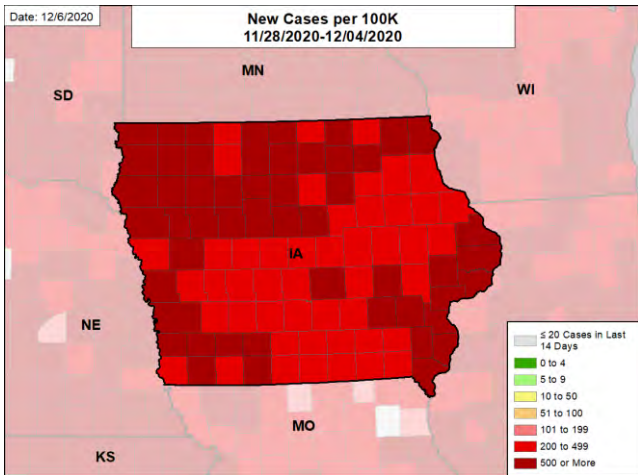 Date: 12/6/2020
New Cases per 100K
11/28/2020-12/04/2020
MN
SD
WI
IA
NE
MO
KS
≤ 20 Cases in Last
14 Days
0 to 4
5 to 9
10 to 50
51 to 100
101 to 199
200 to 499
500 or More